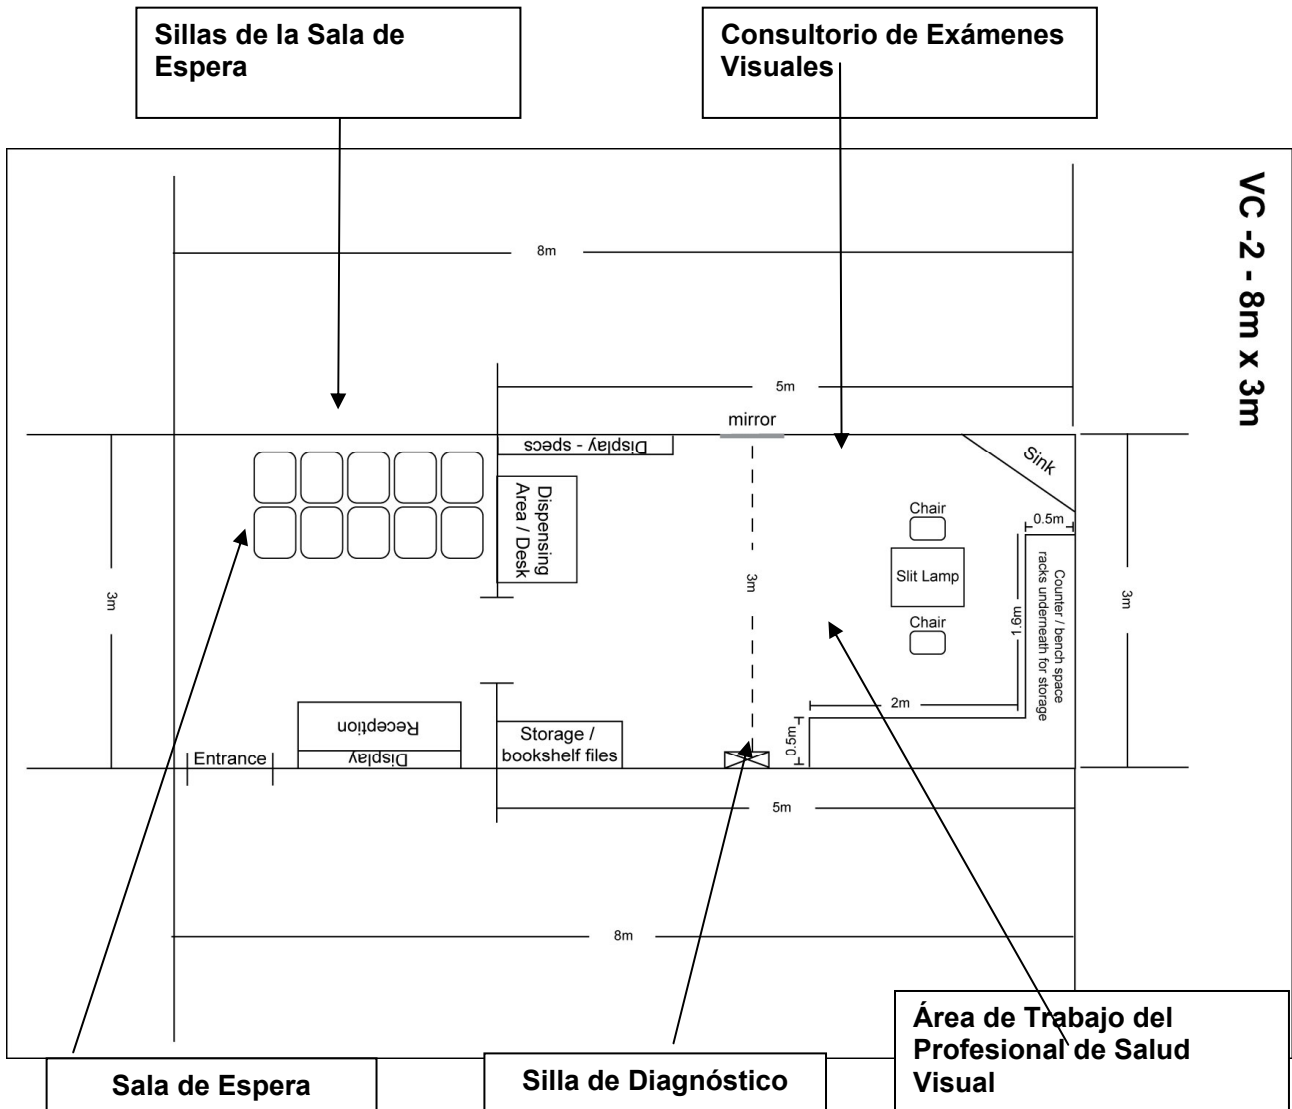 Sillas de la Sala de
Espera
Consultorio de Exámenes
Visuales
VC -2 - 8m x 3m
8m
5m
mirror
Display - specs
Sink
Dispensing
Area / Desk
Chair
0.5m
Slit Lamp
Counter / bench space
racks underneath for storage
3m
3m
3m
1.6m
Chair
2m
Reception
Display
Entrance
Storage /
bookshelf files
0.5m
5m
8m
Sala de Espera
Silla de Diagnóstico
Área de Trabajo del
Profesional de Salud
Visual